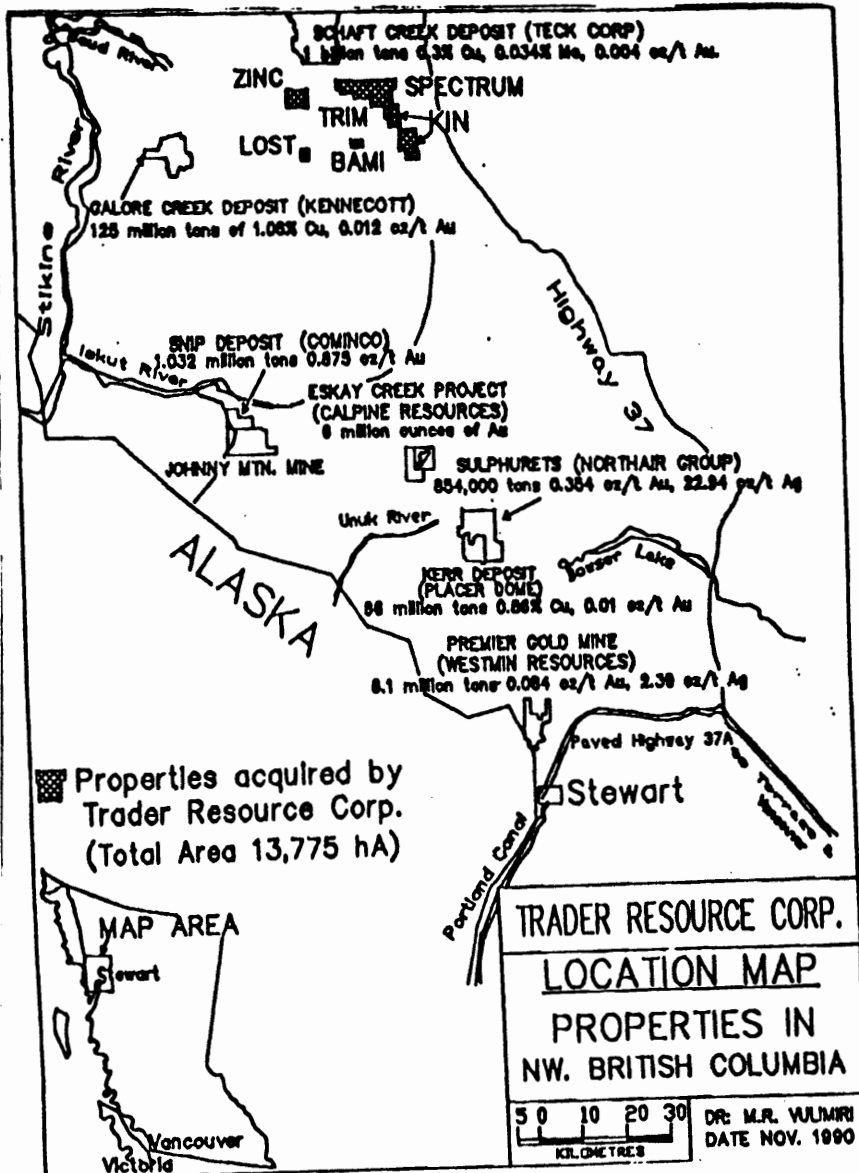 SCHAFT CREEK DEPOSIT (TECK CORP)
1 billion tons 0.3% Cu, 0.034% Mo, 0.004 oz/t Au.
River
ZINC
SPECTRUM
TRIM
KIN
LOST
BAMI
Stikine River
GALORE CREEK DEPOSIT (KENNECOTT)
125 million tons of 1.06% Cu, 0.012 oz/t Au
Highway 37
SNIP DEPOSIT (COMINCO)
1.032 million tons 0.875 oz/t Au
Iskut River
ESKAY CREEK PROJECT
(CALPINE RESOURCES)
6 million ounces of Au
JOHNNY MTN. MINE
SULPHURETS (NORTHAIR GROUP)
854,000 tons 0.354 oz/t Au, 22.94 oz/t Ag
Unuk River
ALASKA
KERR DEPOSIT
(PLACER DOME)
million tons 0.86% Cu, 0.01 oz/t Au
Bowser Lake
PREMIER GOLD MINE
(WESTMIN RESOURCES)
6.1 million tons 0.064 oz/t Au, 2.39 oz/t Ag
Paved Highway 37A
to Terrace &
Vancouver
Stewart
Portland Canal
Properties acquired by
Trader Resource Corp.
(Total Area 13,775 hA)
MAP AREA
Stewart
Vancouver
Victoria
TRADER RESOURCE CORP.
LOCATION MAP
PROPERTIES IN
NW. BRITISH COLUMBIA
5 0 10 20 30
KILOMETRES
DR: M.R. VULIMIRI
DATE NOV. 1990